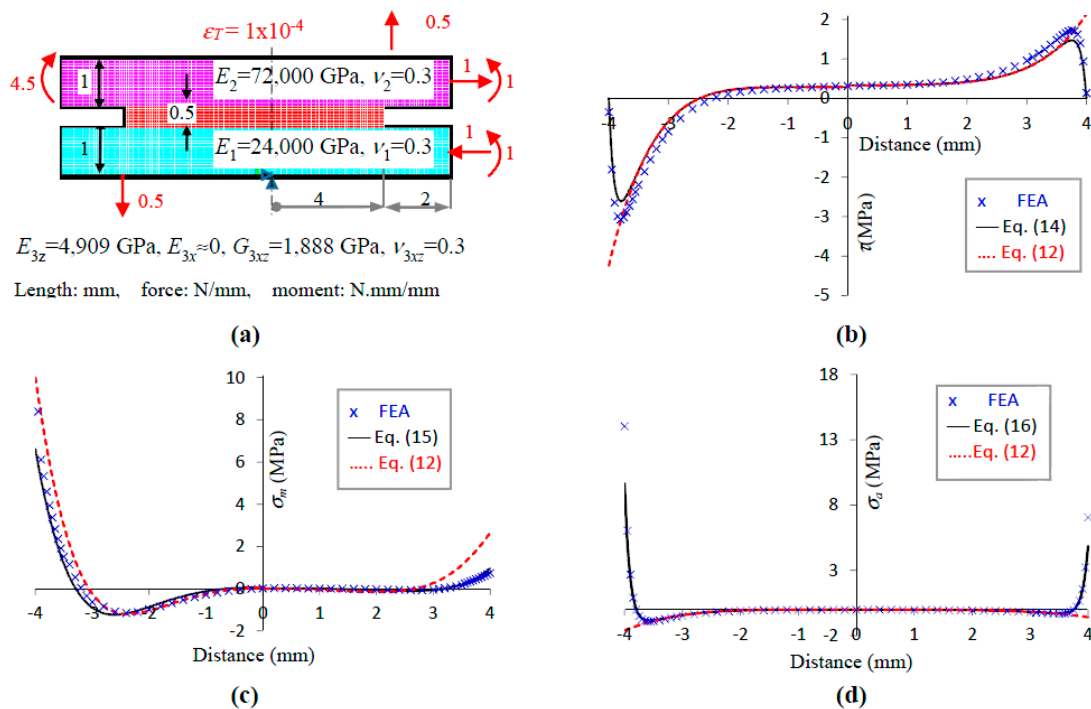 εT= 1x10-4
0.5
4.5
1
E2=72,000 GPa, ν2=0.3
1
1
0.5
1
E1=24,000 GPa, ν1=0.3
1
1
0.5
4
2
E3z=4,909 GPa, E3x≈0, G3xz=1,888 GPa, ν3xz=0.3
Length: mm, force: N/mm, moment: N.mm/mm
(a)
2
1
0
-1
-2
-3
-4
-5
-4
-2
0
2
4
Distance (mm)
τ(MPa)
FEA
Eq. (14)
Eq. (12)
(b)
10
8
6
4
2
0
-2
-4
-3
-2
-1
0
1
2
3
4
σm (MPa)
Distance (mm)
FEA
Eq. (15)
..... Eq. (12)
(c)
18
13
8
3
-2
-4
-3
-2
-1
0
1
2
3
4
σa (MPa)
Distance (mm)
FEA
Eq. (16)
.....Eq. (12)
(d)